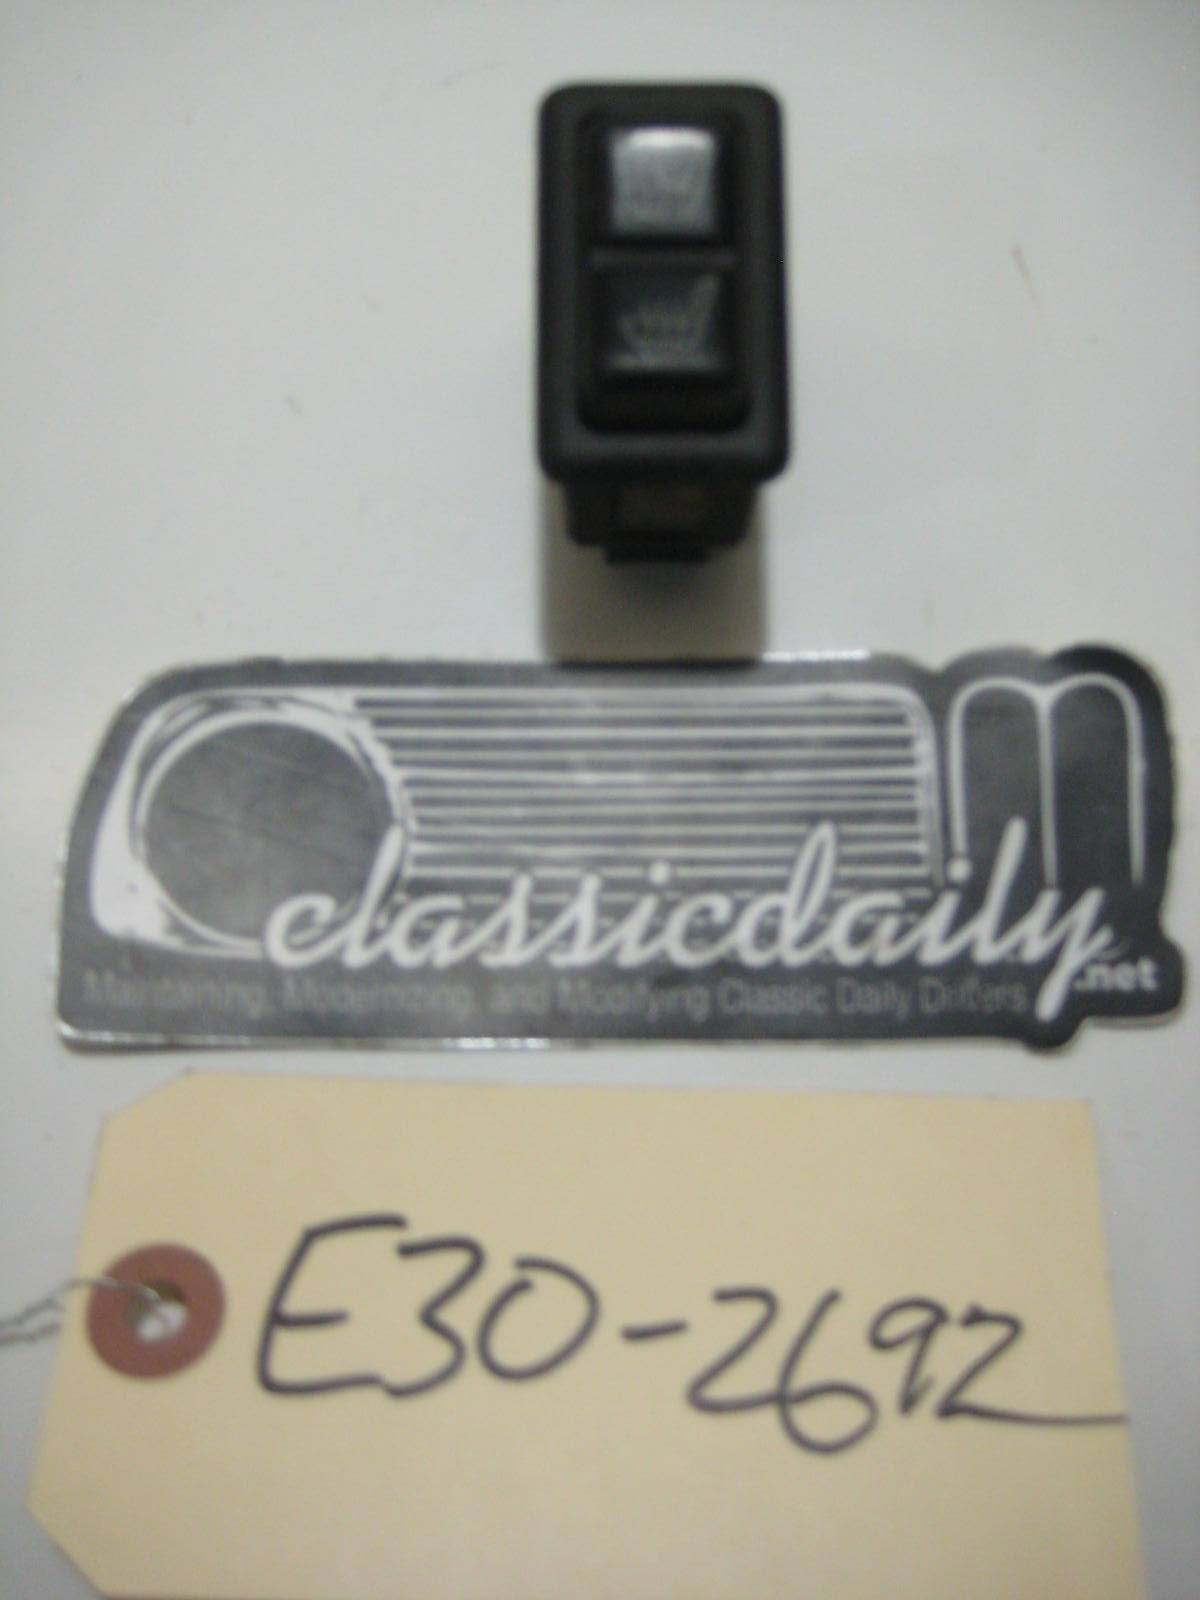 classicdaily
.net
Maintaining, Modernizing, and Modifying Classic Daily Drivers
E30-2692